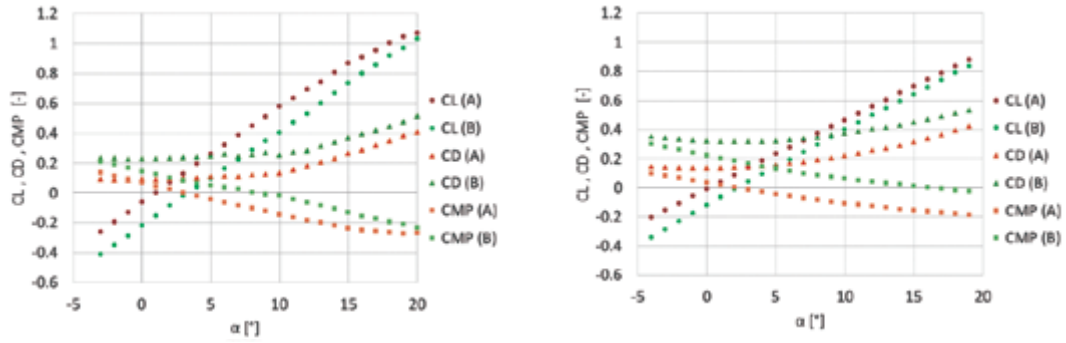 1.2
1
0.8
0.6
0.4
0.2
0
-0.2
-0.4
-0.6
CL, CD, CMP [-]
-5 0 5 10 15 20
α [°]
CL (A)
CL (B)
CD (A)
CD (B)
CMP (A)
CMP (B)
1.2
1
0.8
0.6
0.4
0.2
0
-0.2
-0.4
-0.6
CL, CD, CMP [-]
-5 0 5 10 15 20
α [°]
CL (A)
CL (B)
CD (A)
CD (B)
CMP (A)
CMP (B)